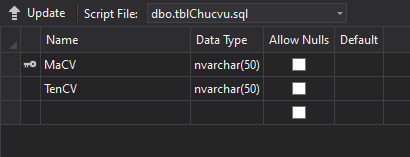 Update Script File: dbo.tblChucvu.sql
Name Data Type Allow Nulls Default
MaCV nvarchar(50)
TenCV nvarchar(50)